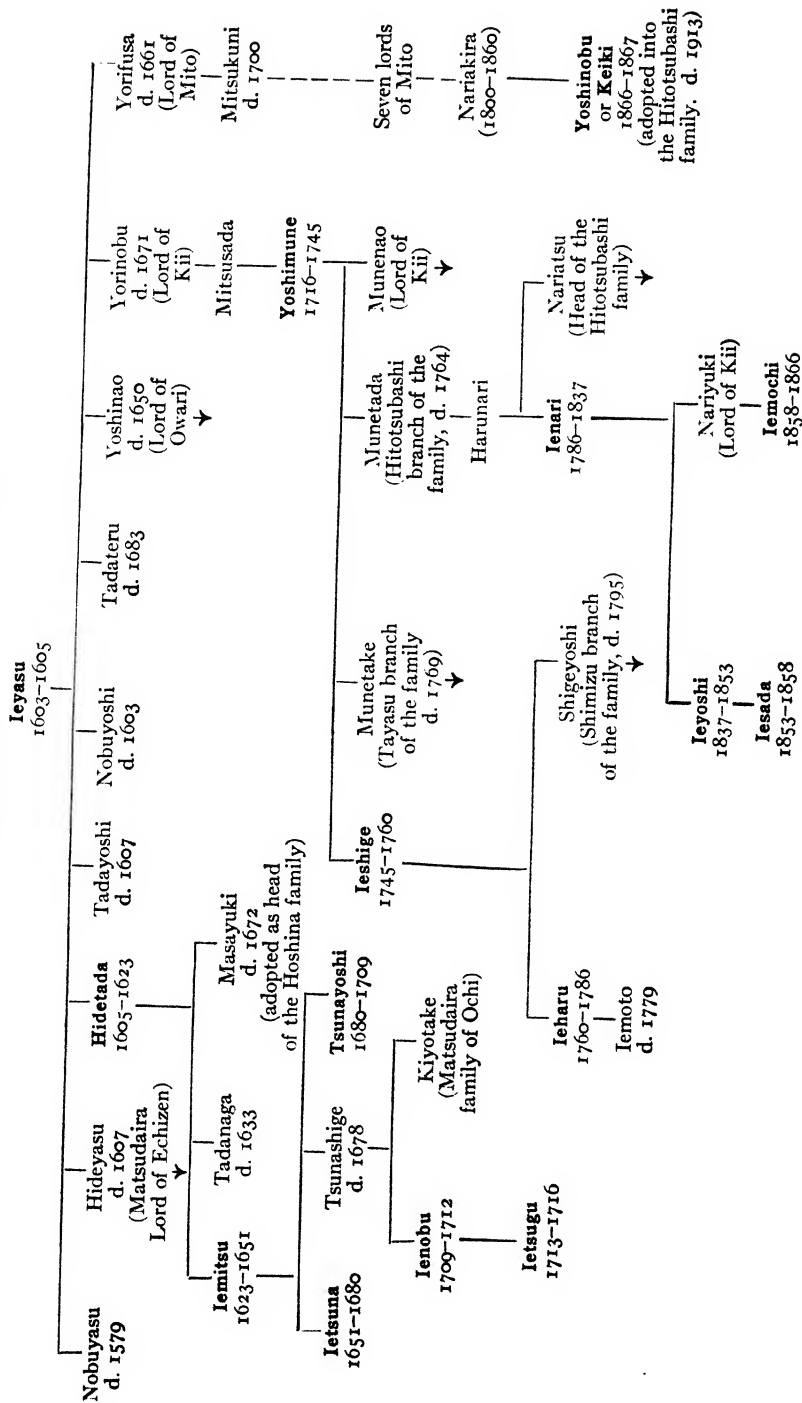 Ieyasu
1603–1605
Nobuyasu
d. 1579
Hideyasu
d. 1607
(Matsudaira
Lord of Echizen)
Hidetada
1605–1623
Tadayoshi
d. 1607
Nobuyoshi
d. 1603
Tadateru
d. 1683
Yoshinao
d. 1650
(Lord of
Owari)
Yorinobu
d. 1671
(Lord of
Kii)
Yorifusa
d. 1661
(Lord of
Mito)
Iemitsu
1623–1651
Tadanaga
d. 1633
Masayuki
d. 1672
(adopted as head
of the Hoshina family)
Mitsusada
Mitsukuni
d. 1700
Ietsuna
1651–1680
Tsunashige
d. 1678
Tsunayoshi
1680–1709
Yoshimune
1716–1745
Seven lords
of Mito
Ienobu
1709–1712
Kiyotake
(Matsudaira
family of Ochi)
Ieshige
1745–1760
Munetake
(Tayasu branch
of the family
d. 1769)
Munetada
(Hitotsubashi
branch of the
family, d. 1764)
Munenao
(Lord of
Kii)
Nariakira
(1800–1860)
Ietsugu
1713–1716
Harunari
Yoshinobu
or Keiki
1866–1867
(adopted into
the Hitotsubashi
family. d. 1913)
Ieharu
1760–1786
Shigeyoshi
(Shimizu branch
of the family, d. 1795)
Ienari
1786–1837
Nariatsu
(Head of the
Hitotsubashi
family)
Iemoto
d. 1779
Ieyoshi
1837–1853
Nariyuki
(Lord of Kii)
Iesada
1853–1858
Iemochi
1858–1866